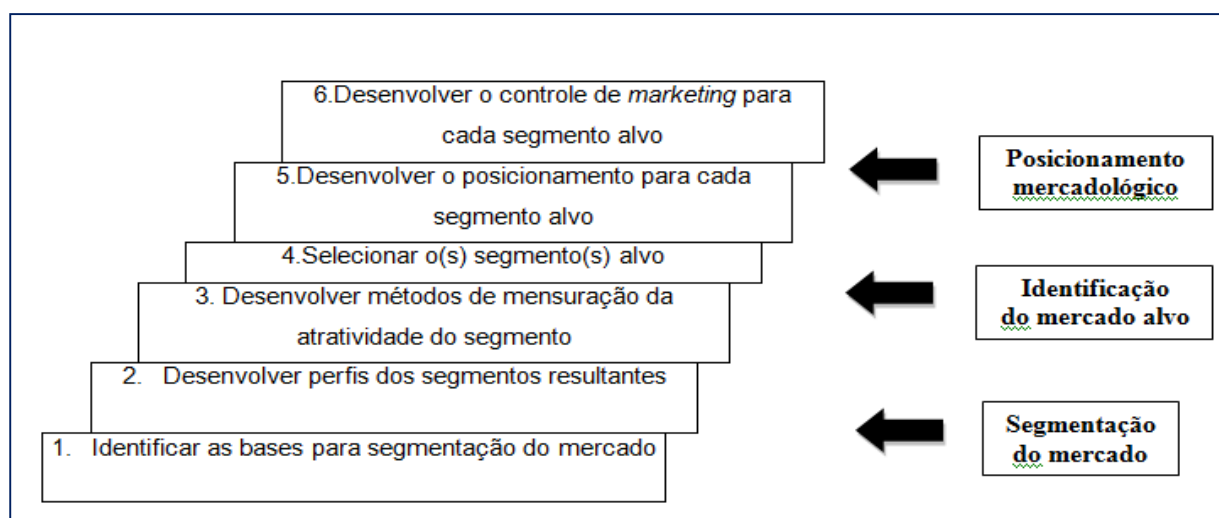 6.Desenvolver o controle de marketing para
cada segmento alvo
5.Desenvolver o posicionamento para cada
segmento alvo
Posicionamento
mercadológico
4.Selecionar o(s) segmento(s) alvo
3. Desenvolver métodos de mensuração da
atratividade do segmento
Identificação
do mercado alvo
2. Desenvolver perfis dos segmentos resultantes
1. Identificar as bases para segmentação do mercado
Segmentação
do mercado